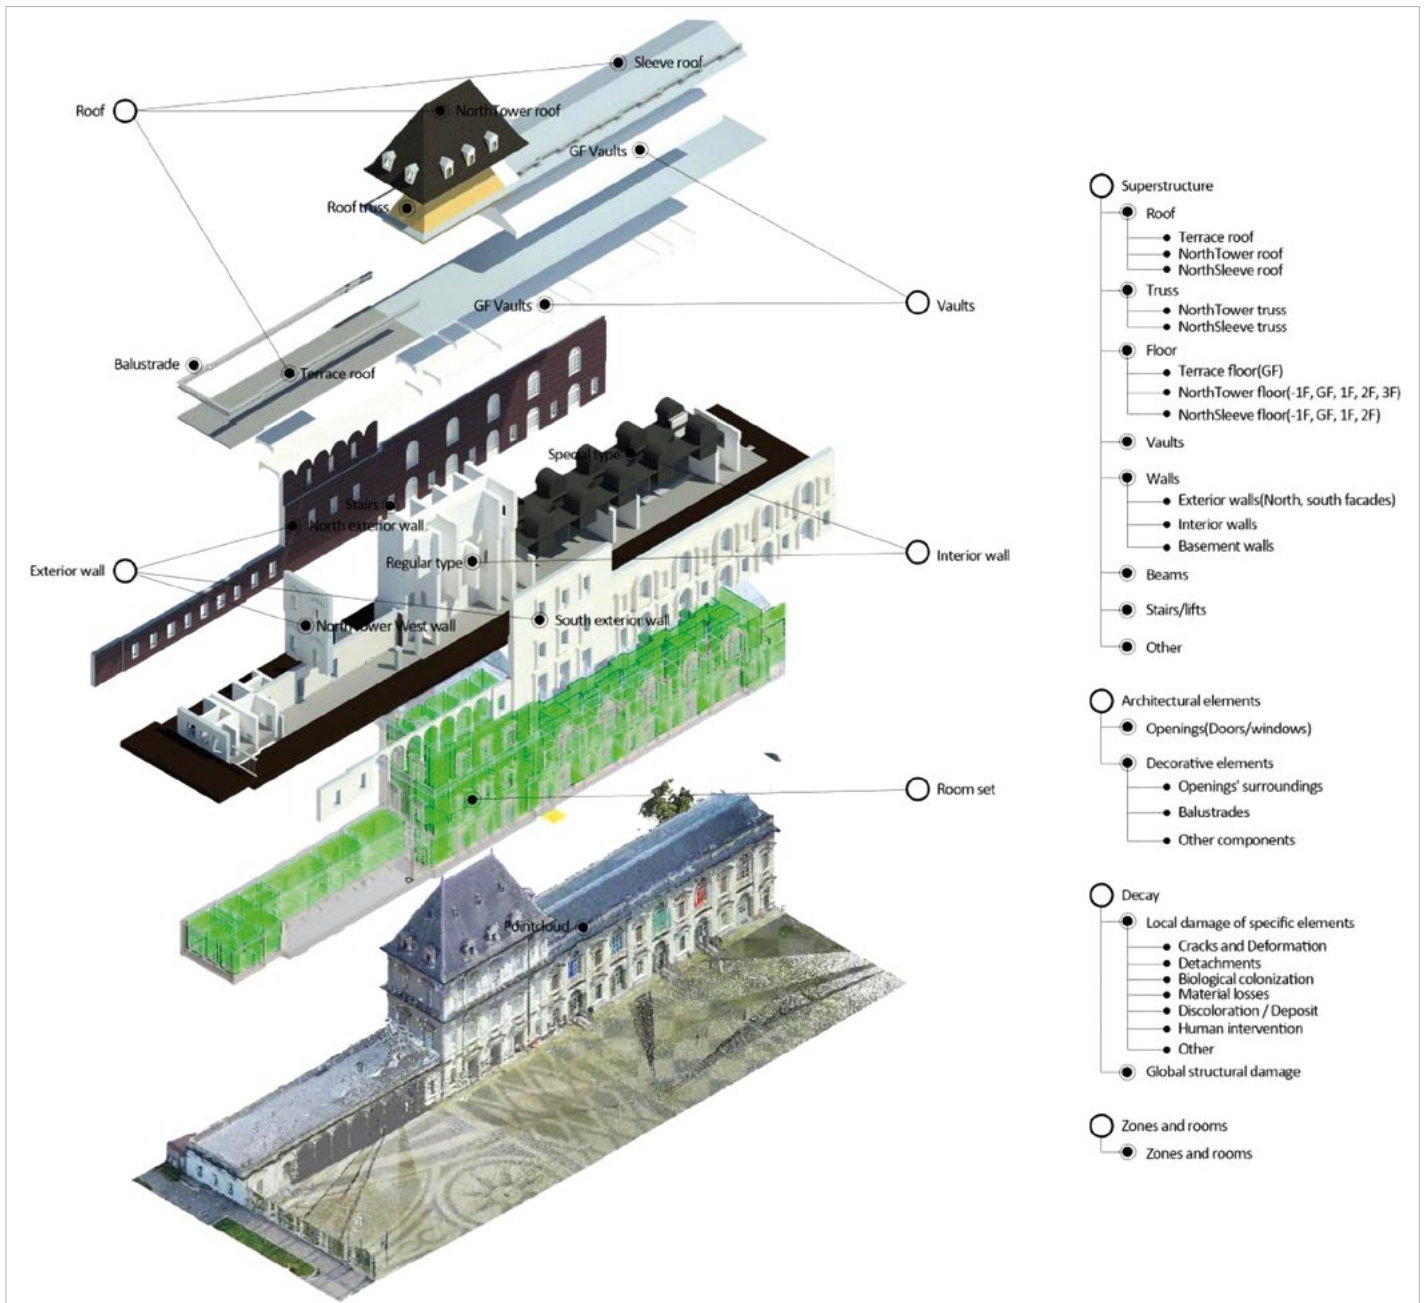 Sleeve roof
Roof
NorthTower roof
GF Vaults
Roof truss
GF Vaults
Vaults
Balustrade
Terrace roof
Special type
Stairs
North exterior wall
Regular type
Interior wall
Exterior wall
South exterior wall
NorthTower West wall
Room set
Pointcloud
Superstructure
Roof
Terrace roof
NorthTower roof
NorthSleeve roof
Truss
NorthTower truss
NorthSleeve truss
Floor
Terrace floor(GF)
NorthTower floor(-1F, GF, 1F, 2F, 3F)
NorthSleeve floor(-1F, GF, 1F, 2F)
Vaults
Walls
Exterior walls(North, south facades)
Interior walls
Basement walls
Beams
Stairs/lifts
Other
Architectural elements
Openings(Doors/windows)
Decorative elements
Openings' surroundings
Balustrades
Other components
Decay
Local damage of specific elements
Cracks and Deformation
Detachments
Biological colonization
Material losses
Discoloration / Deposit
Human intervention
Other
Global structural damage
Zones and rooms
Zones and rooms